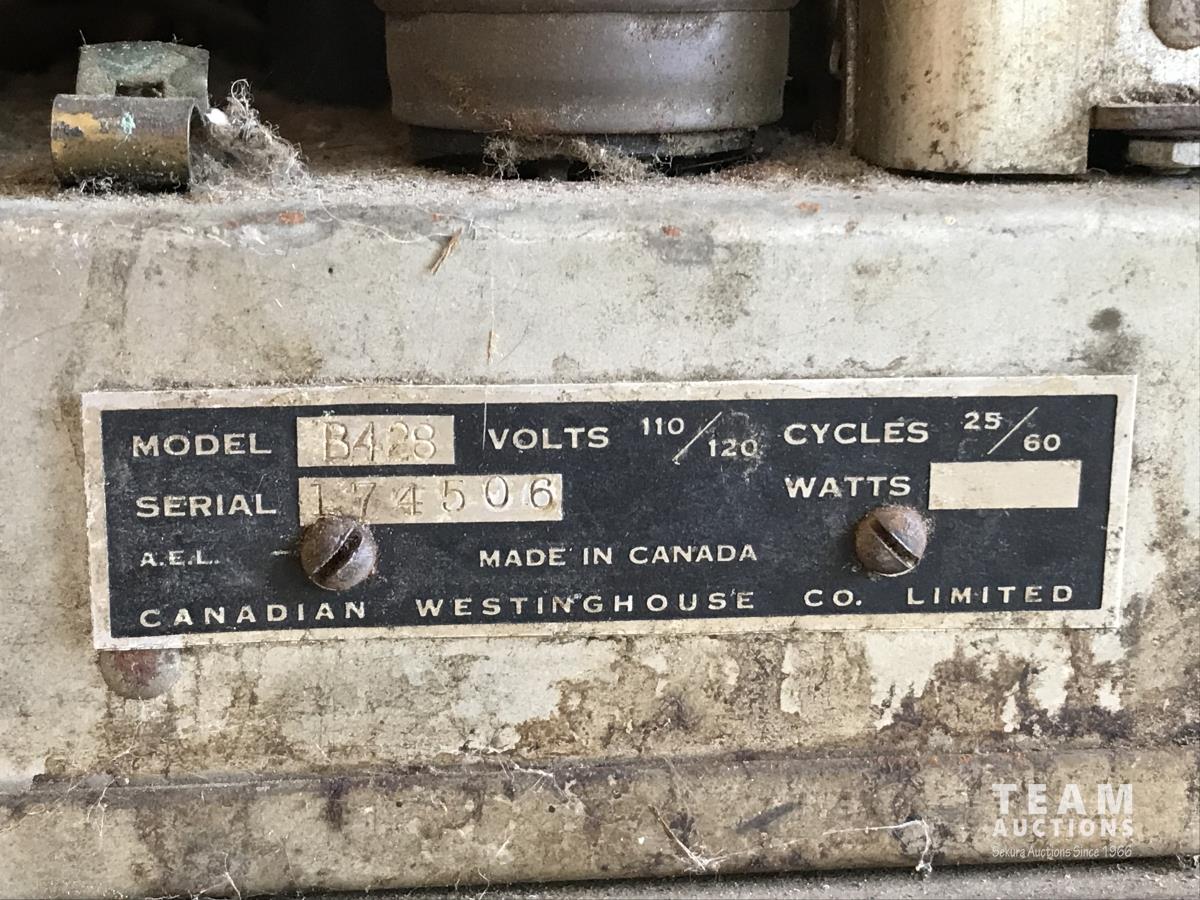 MODEL B428 VOLTS 110/120 CYCLES 25/60
SERIAL 174506 WATTS
A.E.L. MADE IN CANADA
CANADIAN WESTINGHOUSE CO. LIMITED
TEAM
AUCTIONS
Sekura Auctions Since 1966